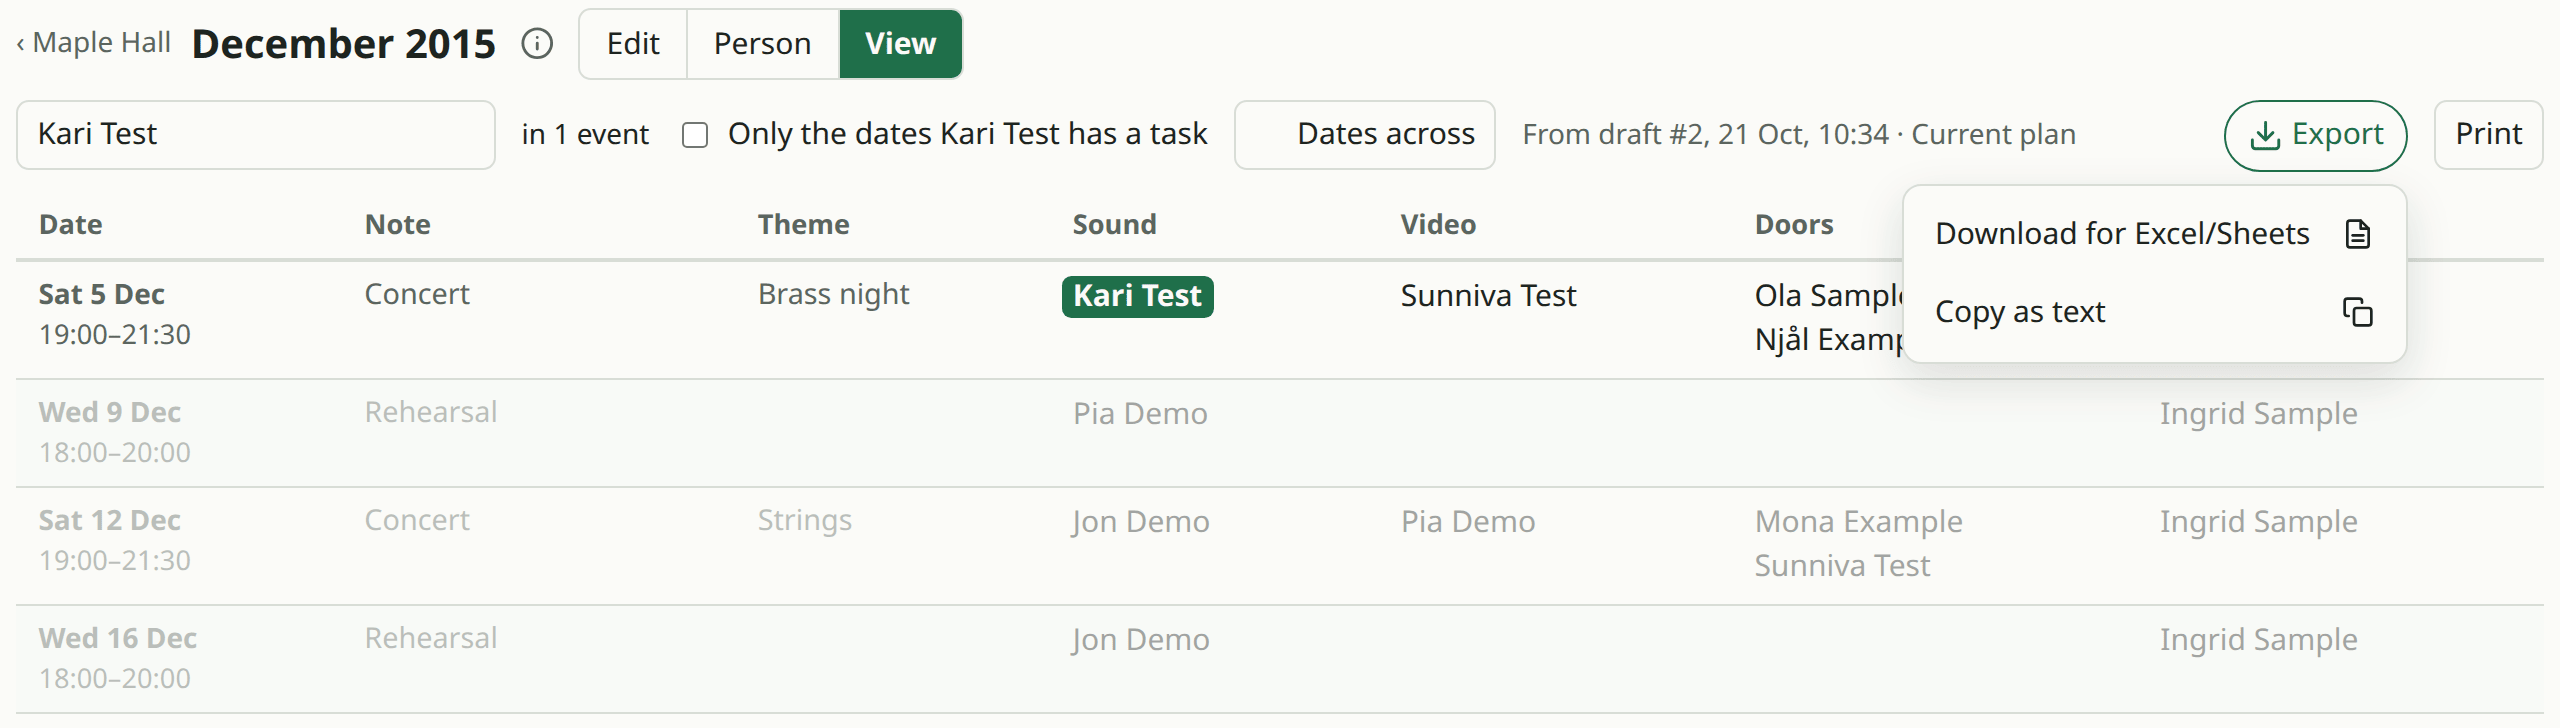 ‹ Maple Hall December 2015 Edit Person View
Kari Test in 1 event Only the dates Kari Test has a task Dates across From draft #2, 21 Oct, 10:34 · Current plan Export Print
Download for Excel/Sheets
Copy as text
Date Note Theme Sound Video Doors
Sat 5 Dec Concert Brass night Kari Test Sunniva Test Ola
19:00–21:30 Njål
Wed 9 Dec Rehearsal Pia Demo Ingrid Sample
18:00–20:00
Sat 12 Dec Concert Strings Jon Demo Pia Demo Mona Example Ingrid Sample
19:00–21:30 Sunniva Test
Wed 16 Dec Rehearsal Jon Demo Ingrid Sample
18:00–20:00